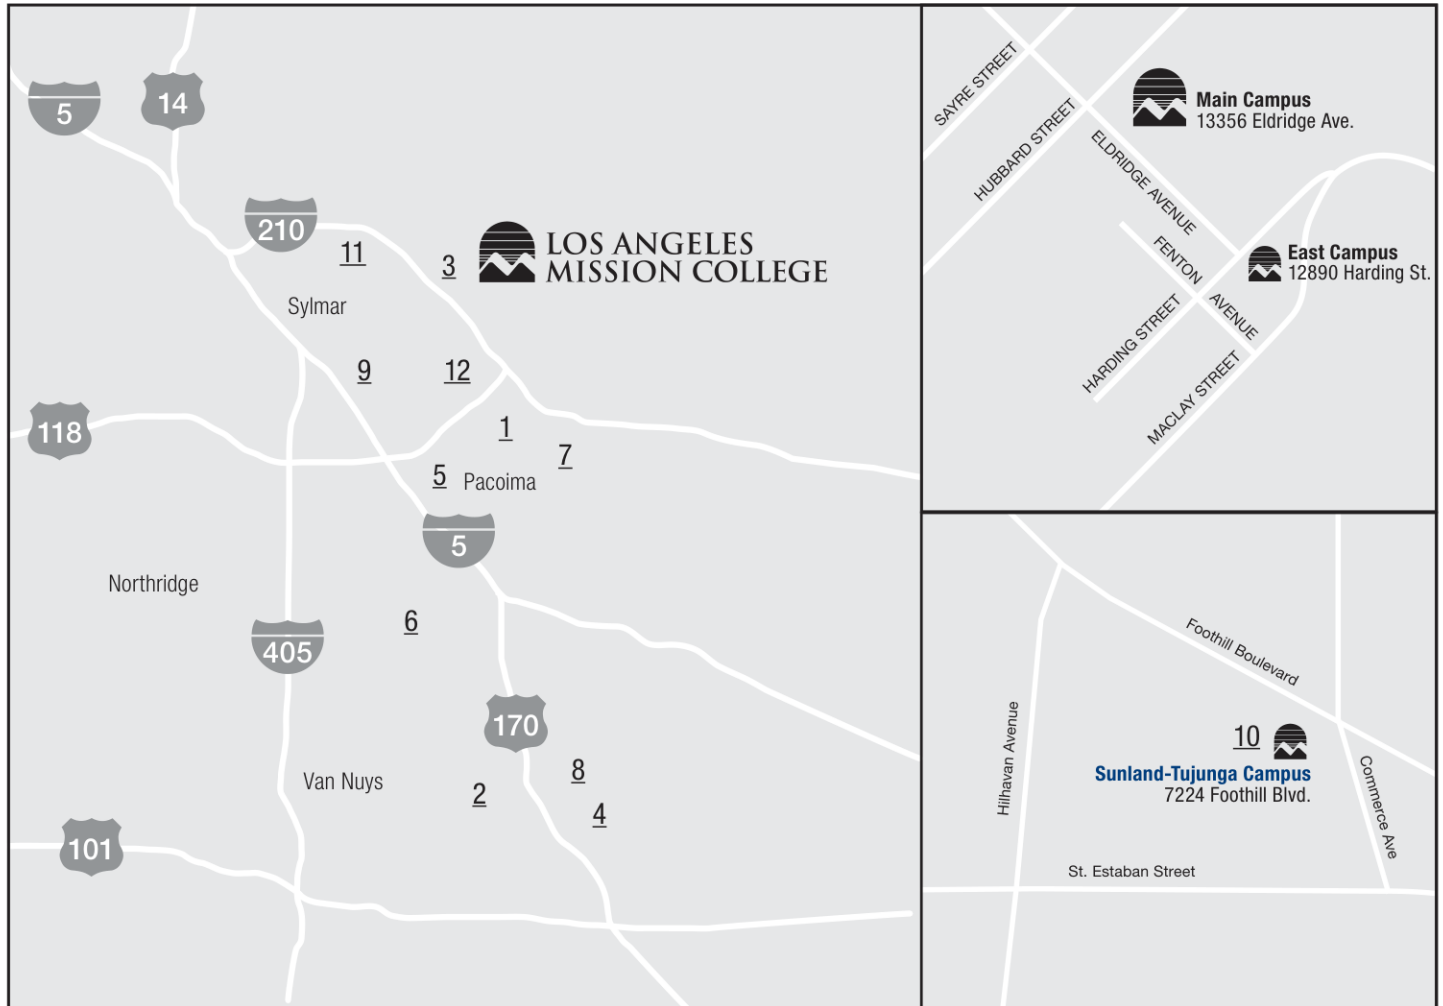 5
14
210
11
3
LOS ANGELES
MISSION COLLEGE
Sylmar
9
12
118
1
7
5
Pacoima
5
Northridge
6
405
170
8
Van Nuys
2
4
101
SAYRE STREET
HUBBARD STREET
Main Campus
13356 Eldridge Ave.
ELDRIDGE AVENUE
FENTON AVENUE
East Campus
12890 Harding St.
HARDING STREET
MACLAY STREET
Foothill Boulevard
Hilhavan Avenue
10
Sunland-Tujunga Campus
7224 Foothill Blvd.
Commerce Ave
St. Estaban Street